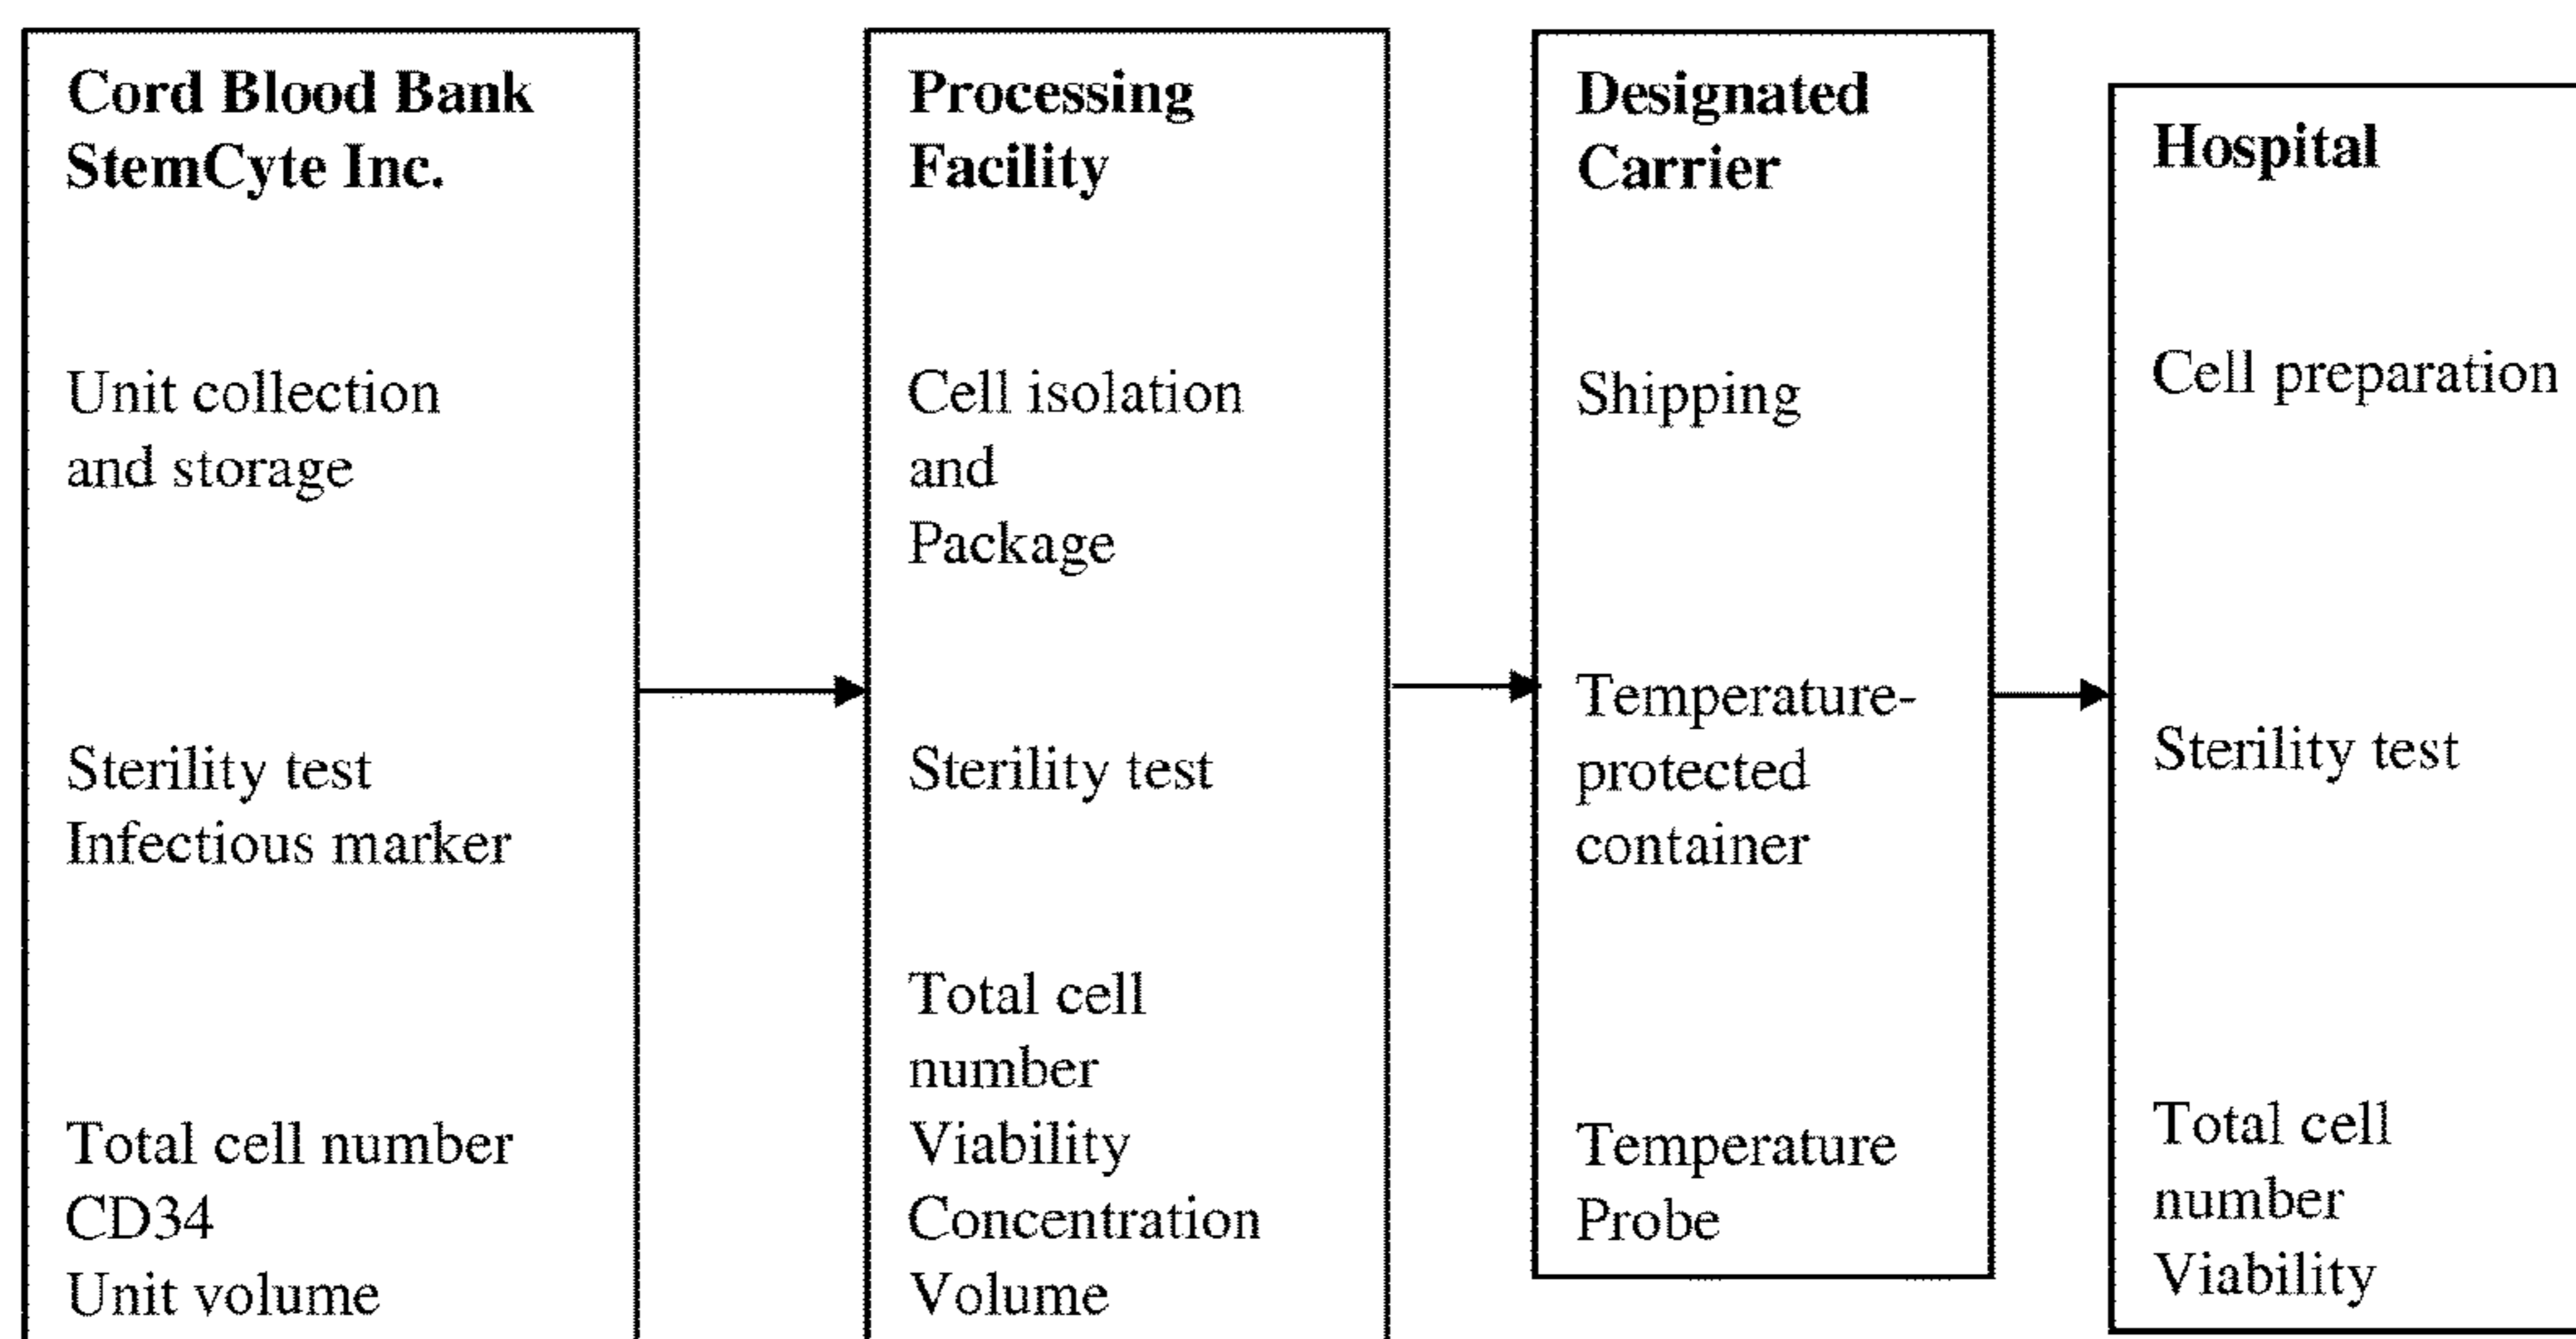 Cord Blood Bank
StemCyte Inc.
Unit collection
and storage
Sterility test
Infectious marker
Total cell number
CD34
Unit volume
Processing
Facility
Cell isolation
and
Package
Sterility test
Total cell
number
Viability
Concentration
Volume
Designated
Carrier
Shipping
Temperature-
protected
container
Temperature
Probe
Hospital
Cell preparation
Sterility test
Total cell
number
Viability